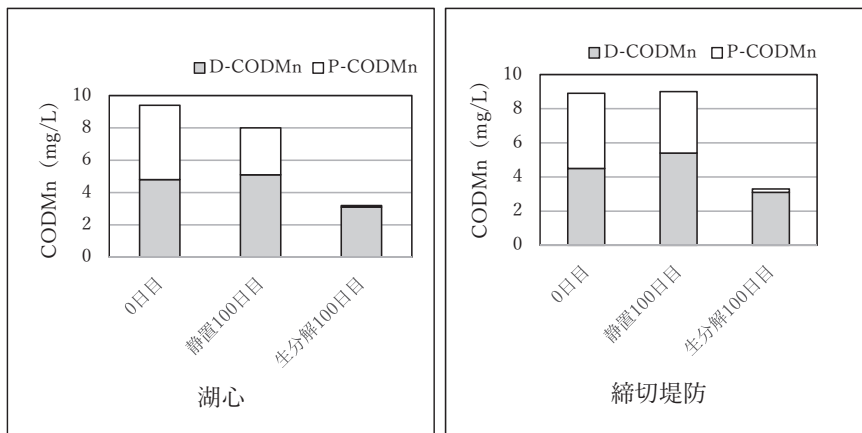 D-CODMn P-CODMn
CODMn (mg/L)
10
8
6
4
2
0
0日目
静置100日目
生分解100日目
湖心
D-CODMn P-CODMn
CODMn (mg/L)
10
8
6
4
2
0
0日目
静置100日目
生分解100日目
締切堤防